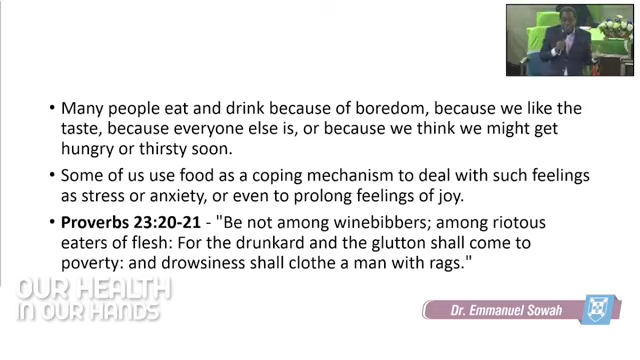 • Many people eat and drink because of boredom, because we like the
taste, because everyone else is, or because we think we might get
hungry or thirsty soon.
• Some of us use food as a coping mechanism to deal with such feelings
as stress or anxiety, or even to prolong feelings of joy.
• Proverbs 23:20-21 - "Be not among winebibbers; among riotous
eaters of flesh: For the drunkard and the glutton shall come to
poverty: and drowsiness shall clothe a man with rags."
OUR HEALTH
IN OUR HANDS
Dr. Emmanuel Sowah